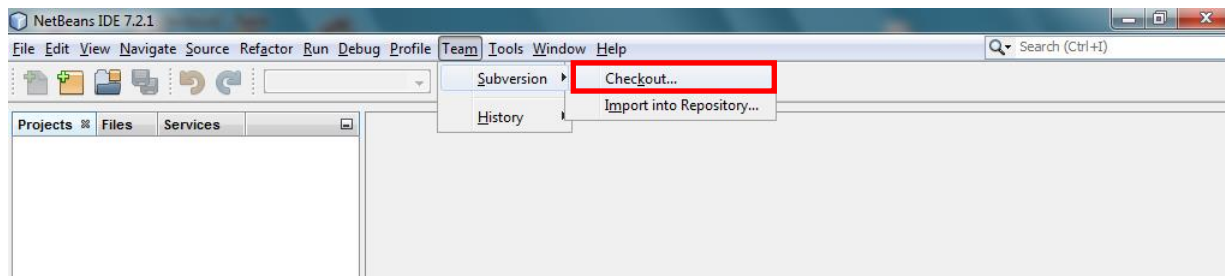 NetBeans IDE 7.2.1
File Edit View Navigate Source Refactor Run Debug Profile Team Tools Window Help
Search (Ctrl+I)
Subversion
Checkout...
Import into Repository...
History
Projects Files Services